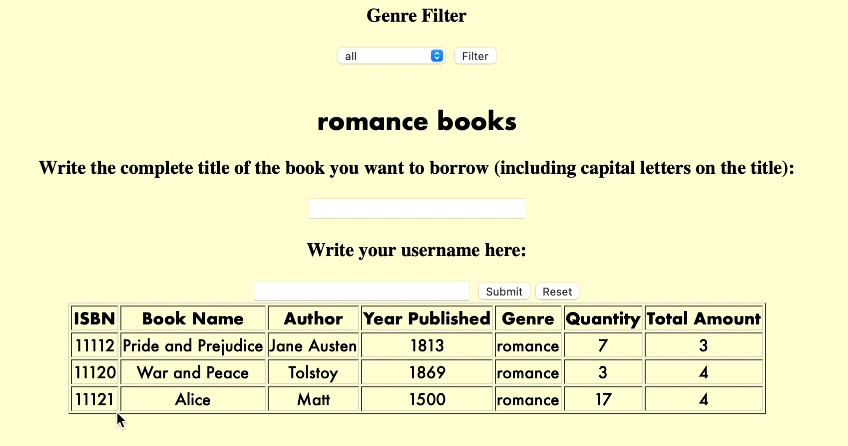 Genre Filter
all Filter
romance books
Write the complete title of the book you want to borrow (including capital letters on the title):
Write your username here:
Submit Reset
ISBN Book Name Author Year Published Genre Quantity Total Amount
11112 Pride and Prejudice Jane Austen 1813 romance 7 3
11120 War and Peace Tolstoy 1869 romance 3 4
11121 Alice Matt 1500 romance 17 4